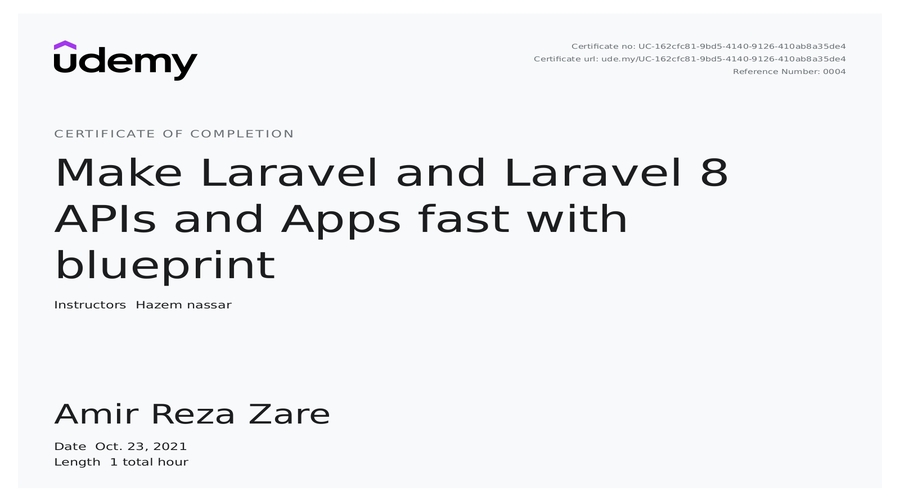 udemy
Certificate no: UC-162cfc81-9bd5-4140-9126-410ab8a35de4
Certificate url: ude.my/UC-162cfc81-9bd5-4140-9126-410ab8a35de4
Reference Number: 0004
CERTIFICATE OF COMPLETION
Make Laravel and Laravel 8
APIs and Apps fast with
blueprint
Instructors Hazem nassar
Amir Reza Zare
Date Oct. 23, 2021
Length 1 total hour